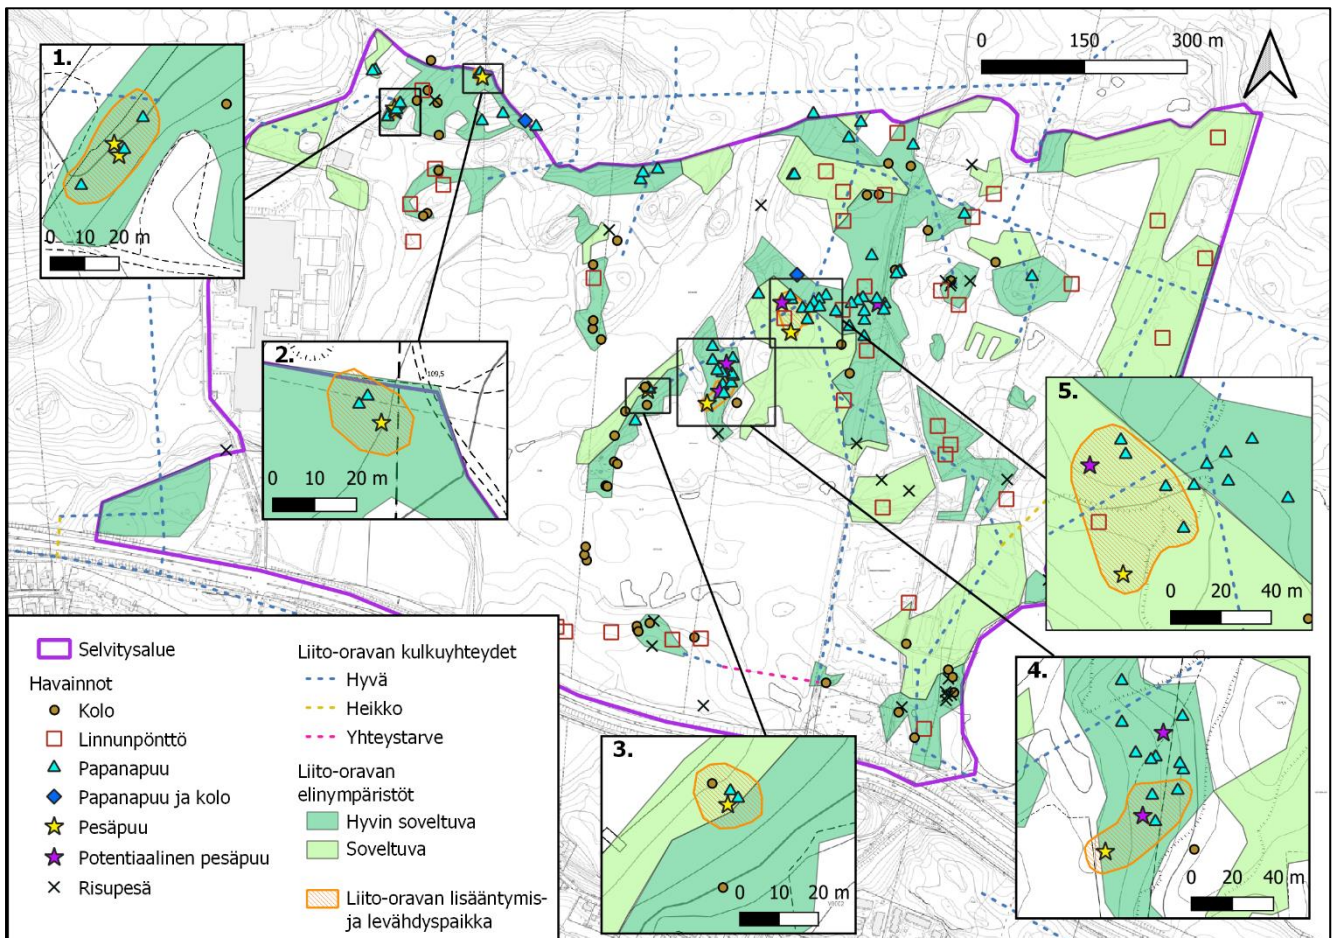 1.
0 10 20 m
0 150 300 m
2.
109,5
0 10 20 m
5.
0 20 40 m
4.
0 20 40 m
3.
0 10 20 m
Selvitysalue
Havainnot
Kolo
Linnunpönttö
Papanapuu
Papanapuu ja kolo
Pesäpuu
Potentiaalinen pesäpuu
Risupesä
Liito-oravan kulkuyhteydet
Hyvä
Heikko
Yhteystarve
Liito-oravan
elinympäristöt
Hyvin soveltuva
Soveltuva
Liito-oravan lisääntymis-
ja levähdyspaikka